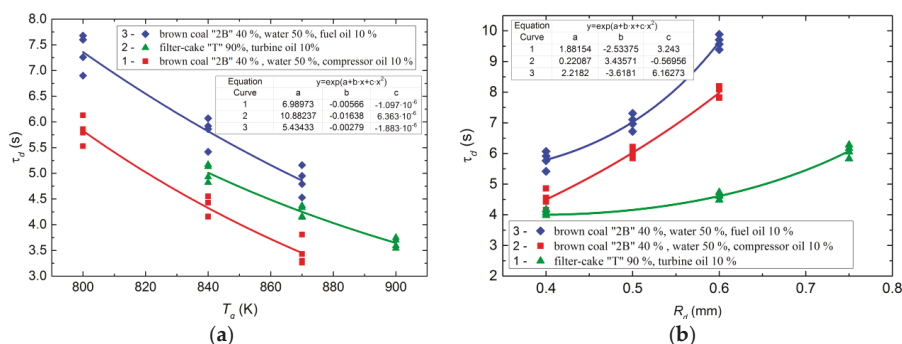 3 - brown coal "2B" 40 %, water 50 %, fuel oil 10 %
2 - filter-cake "T" 90%, turbine oil 10%
1 - brown coal "2B" 40% , water 50%, compressor oil 10%
Equation y=exp(a+b·x+c·x²)
Curve a b c
1 6.98973 -0.00566 -1.097·10⁻⁶
2 10.88237 -0.01638 6.363·10⁻⁶
3 5.43433 -0.00279 -1.883·10⁻⁶
8.0
7.5
7.0
6.5
6.0
5.5
5.0
4.5
4.0
3.5
3.0
τd (s)
800 820 840 860 880 900
Tg (K)
(a)
Equation y=exp(a+b·x+c·x²)
Curve a b c
1 1.88154 -2.53375 3.243
2 0.22087 3.43571 -0.56956
3 2.2182 -3.6181 6.16273
10
9
8
7
6
5
4
3
2
τd (s)
3 - brown coal "2B" 40 %, water 50 %, fuel oil 10 %
2 - brown coal "2B" 40 % , water 50 %, compressor oil 10 %
1 - filter-cake "T" 90 %, turbine oil 10 %
0.4 0.5 0.6 0.7 0.8
Rd (mm)
(b)